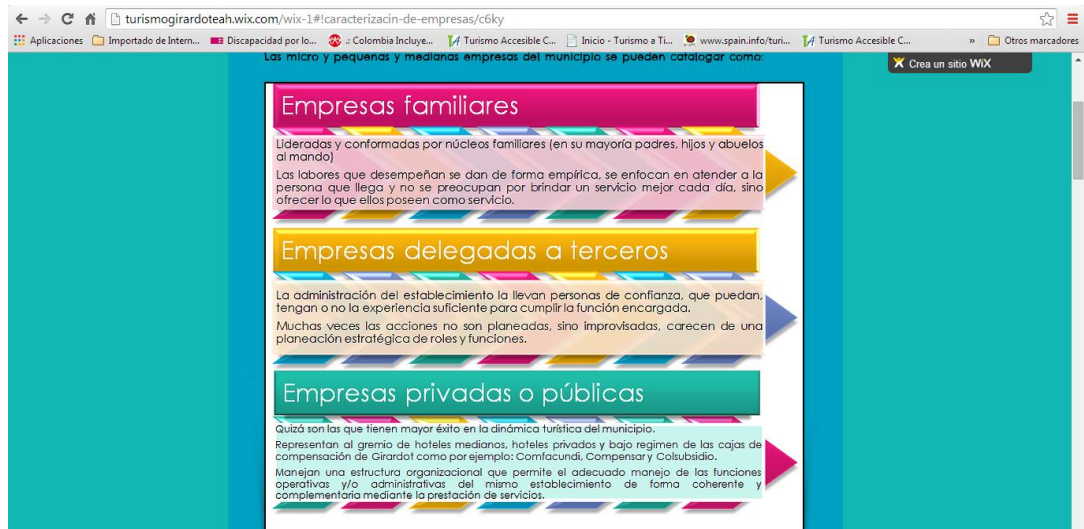 turismogirardoteah.wix.com/wix-1#!caracterizacin-de-empresas/c6ky
Aplicaciones Importado de Intern... Discapacidad por lo... .: Colombia Incluye... Turismo Accesible C... Inicio - Turismo a Ti... www.spain.info/turi... Turismo Accesible C... » Otros marcadores
Las micro y pequeñas y medianas empresas del municipio se pueden catalogar como:
Crea un sitio WiX
Empresas familiares
Lideradas y conformadas por núcleos familiares (en su mayoría padres, hijos y abuelos
al mando)
Las labores que desempeñan se dan de forma empírica, se enfocan en atender a la
persona que llega y no se preocupan por brindar un servicio mejor cada día, sino
ofrecer lo que ellos poseen como servicio.
Empresas delegadas a terceros
La administración del establecimiento la llevan personas de confianza, que puedan,
tengan o no la experiencia suficiente para cumplir la función encargada.
Muchas veces las acciones no son planeadas, sino improvisadas, carecen de una
planeación estratégica de roles y funciones.
Empresas privadas o públicas
Quizá son las que tienen mayor éxito en la dinámica turística del municipio.
Representan al gremio de hoteles medianos, hoteles privados y bajo regimen de las cajas de
compensación de Girardot como por ejemplo: Comfacundi, Compensar y Colsubsidio.
Manejan una estructura organizacional que permite el adecuado manejo de las funciones
operativas y/o administrativas del mismo establecimiento de forma coherente y
complementaria mediante la prestación de servicios.